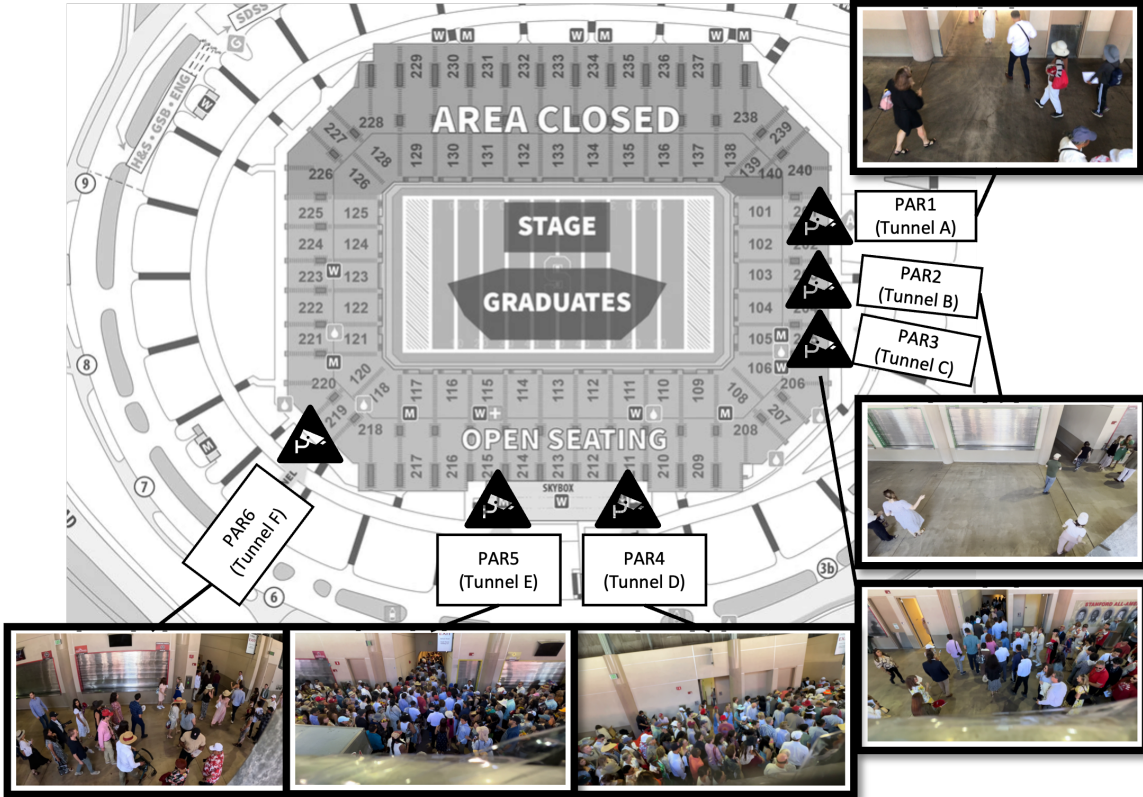 SDSS
H&S • GSB • ENG
G
W
W M
W M
W M
229 230 231 232 233 234 235 236 237
228
AREA CLOSED
238
227
239
128 129 130 131 132 133 134 135 136 137 138 139
226
126
140 240
225 125
101
224 124
102
223 W 123
103
222 122
104
221 121
105 M
M
106 W
220 120
206
STAGE
GRADUATES
118 117 116 115 114 113 112 111 110 109 108
219
207
218
208
M
W
W
M
OPEN SEATING
217 216 215 214 213 212 211 210 209
SKYBOX
W
M
9
8
7
6
3b
10
PAR1
(Tunnel A)
PAR2
(Tunnel B)
PAR3
(Tunnel C)
PAR4
(Tunnel D)
PAR5
(Tunnel E)
PAR6
(Tunnel F)